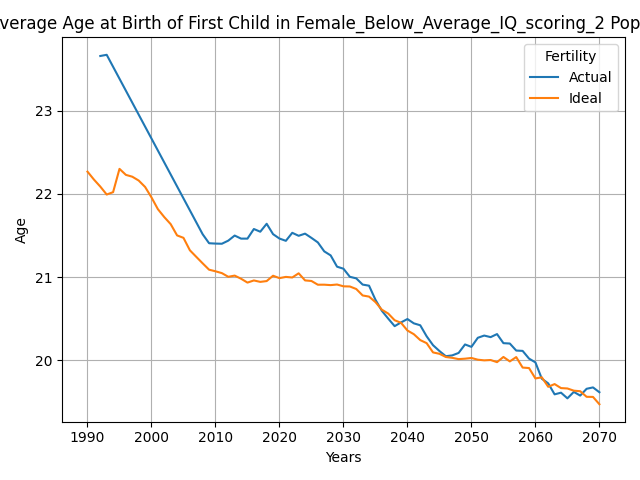 verage Age at Birth of First Child in Female_Below_Average_IQ_scoring_2 Pop
Fertility
Actual
Ideal
23
22
21
20
Age
1990 2000 2010 2020 2030 2040 2050 2060 2070
Years